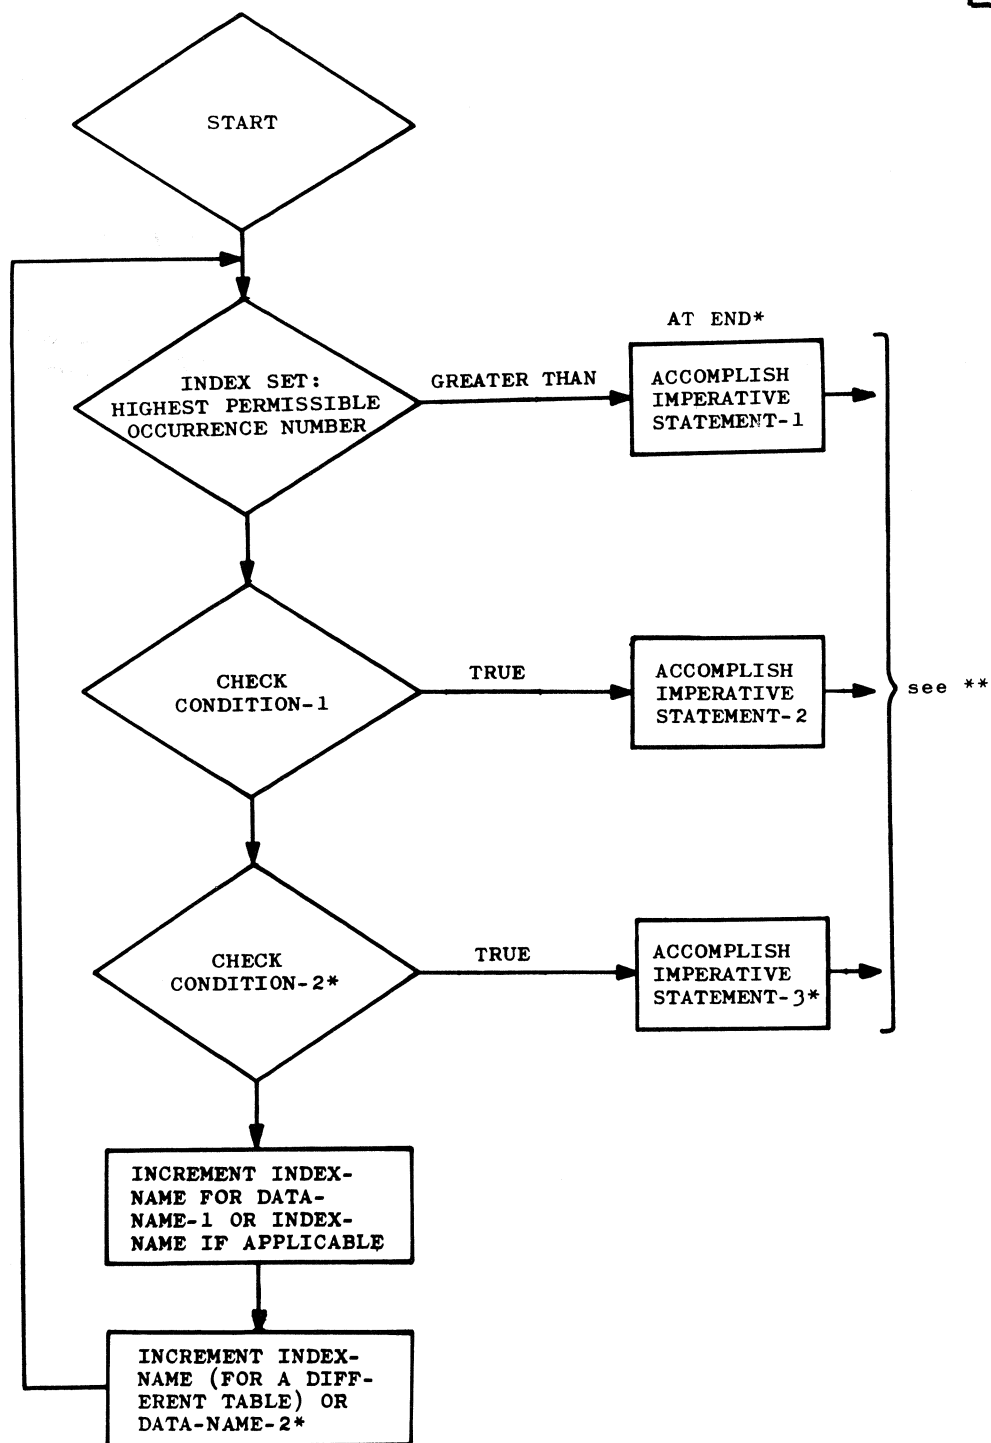 START
AT END*
INDEX SET:
HIGHEST PERMISSIBLE
OCCURRENCE NUMBER
GREATER THAN
ACCOMPLISH
IMPERATIVE
STATEMENT-1
CHECK
CONDITION-1
TRUE
ACCOMPLISH
IMPERATIVE
STATEMENT-2
see **
CHECK
CONDITION-2*
TRUE
ACCOMPLISH
IMPERATIVE
STATEMENT-3*
INCREMENT INDEX-
NAME FOR DATA-
NAME-1 OR INDEX-
NAME IF APPLICABLE
INCREMENT INDEX-
NAME (FOR A DIFF-
ERENT TABLE) OR
DATA-NAME-2*